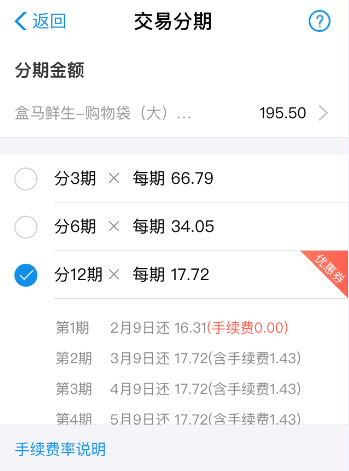 返回
交易分期
?
分期金额
盒马鲜生-购物袋（大）... 195.50
分3期 × 每期 66.79
分6期 × 每期 34.05
优惠券
分12期 × 每期 17.72
第1期 2月9日还 16.31(手续费0.00)
第2期 3月9日还 17.72(含手续费1.43)
第3期 4月9日还 17.72(含手续费1.43)
第4期 5月9日还 17.72(含手续费1.43)
手续费率说明